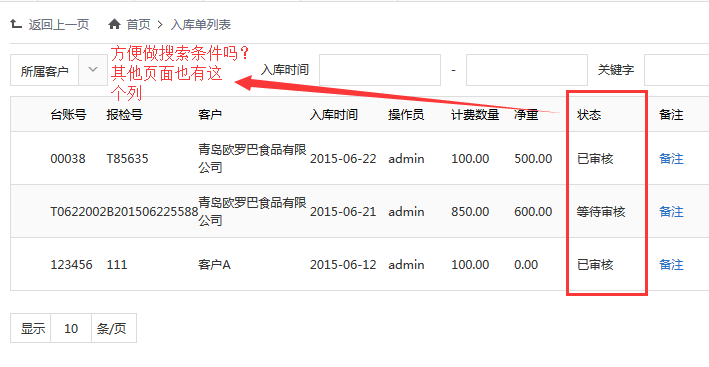 返回上一页 首页 入库单列表
方便做搜索条件吗?
所属客户 入库时间 - 关键字
其他页面也有这
个列
台账号 报检号 客户 入库时间 操作员 计费数量 净重 状态 备注
青岛欧罗巴食品有限
00038 T85635 2015-06-22 admin 100.00 500.00 已审核 备注
公司
青岛欧罗巴食品有限
T0622002B201506225588 2015-06-21 admin 850.00 600.00 等待审核 备注
公司
123456 111 客户A 2015-06-12 admin 100.00 0.00 已审核 备注
显示 10 条/页